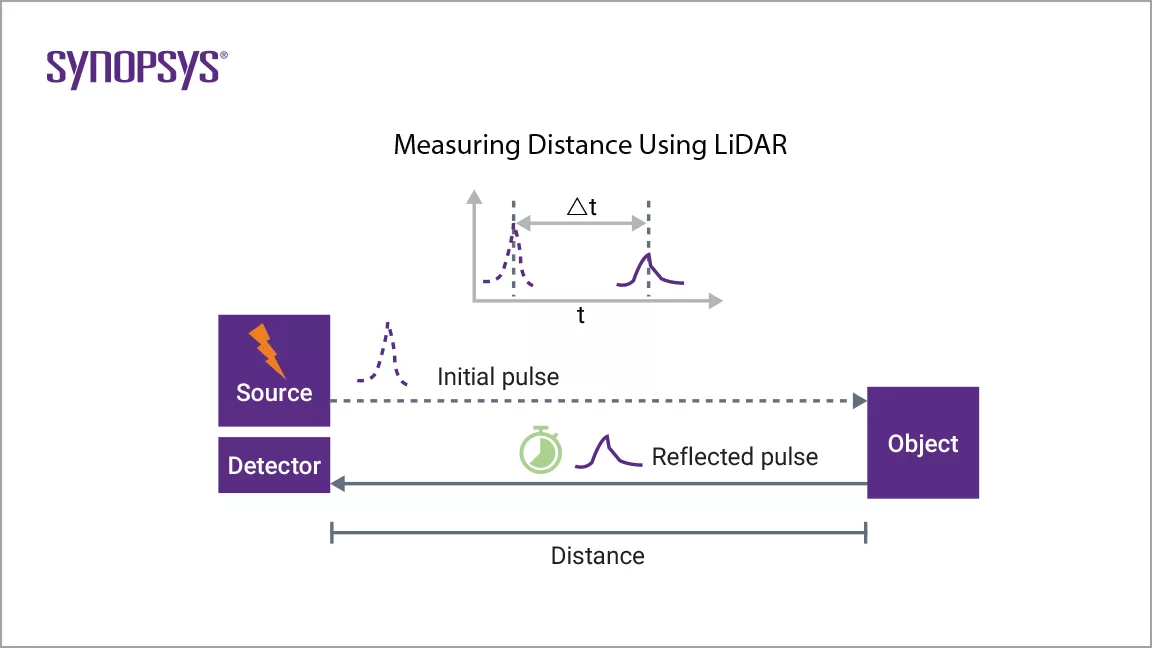 SYNOPSYS®
Measuring Distance Using LiDAR
△t
t
Source
Initial pulse
Object
Detector
Reflected pulse
Distance